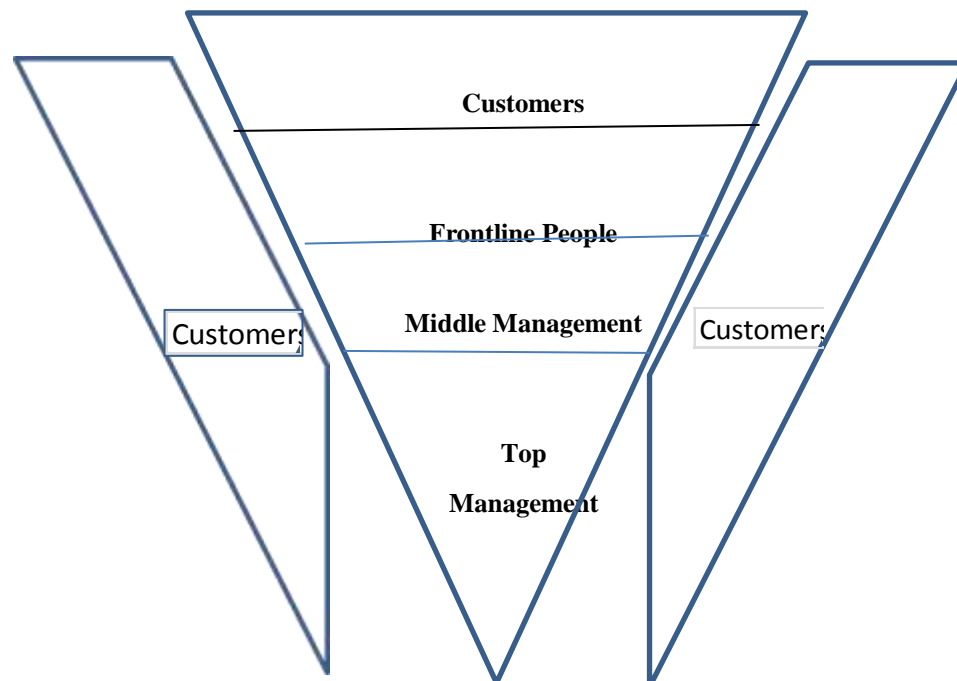 Customers
Frontline People
Middle Management
Customers
Customers
Top
Management